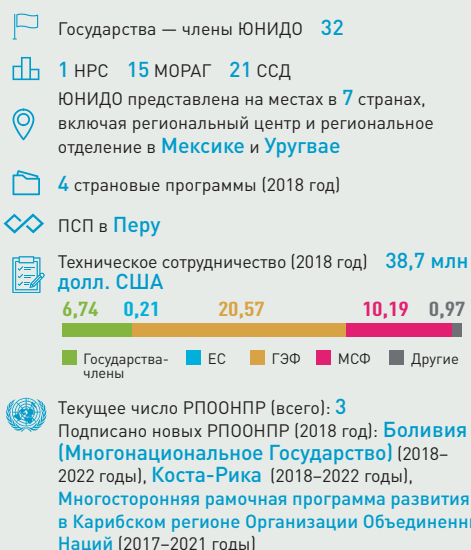 Государства — члены ЮНИДО 32
1 НРС 15 МОРАГ 21 ССД
ЮНИДО представлена на местах в 7 странах,
включая региональный центр и региональное
отделение в Мексике и Уругвае
4 страновые программы (2018 год)
ПСП в Перу
Техническое сотрудничество (2018 год) 38,7 млн
долл. США
6,74 0,21 20,57 10,19 0,97
Государства-
члены
ЕС ГЭФ МСФ Другие
Текущее число РПООНПР (всего): 3
Подписано новых РПООНПР (2018 год): Боливия
(Многонациональное Государство) (2018–
2022 годы), Коста-Рика (2018–2022 годы),
Многосторонняя рамочная программа развития
в Карибском регионе Организации
Наций (2017–2021 годы)